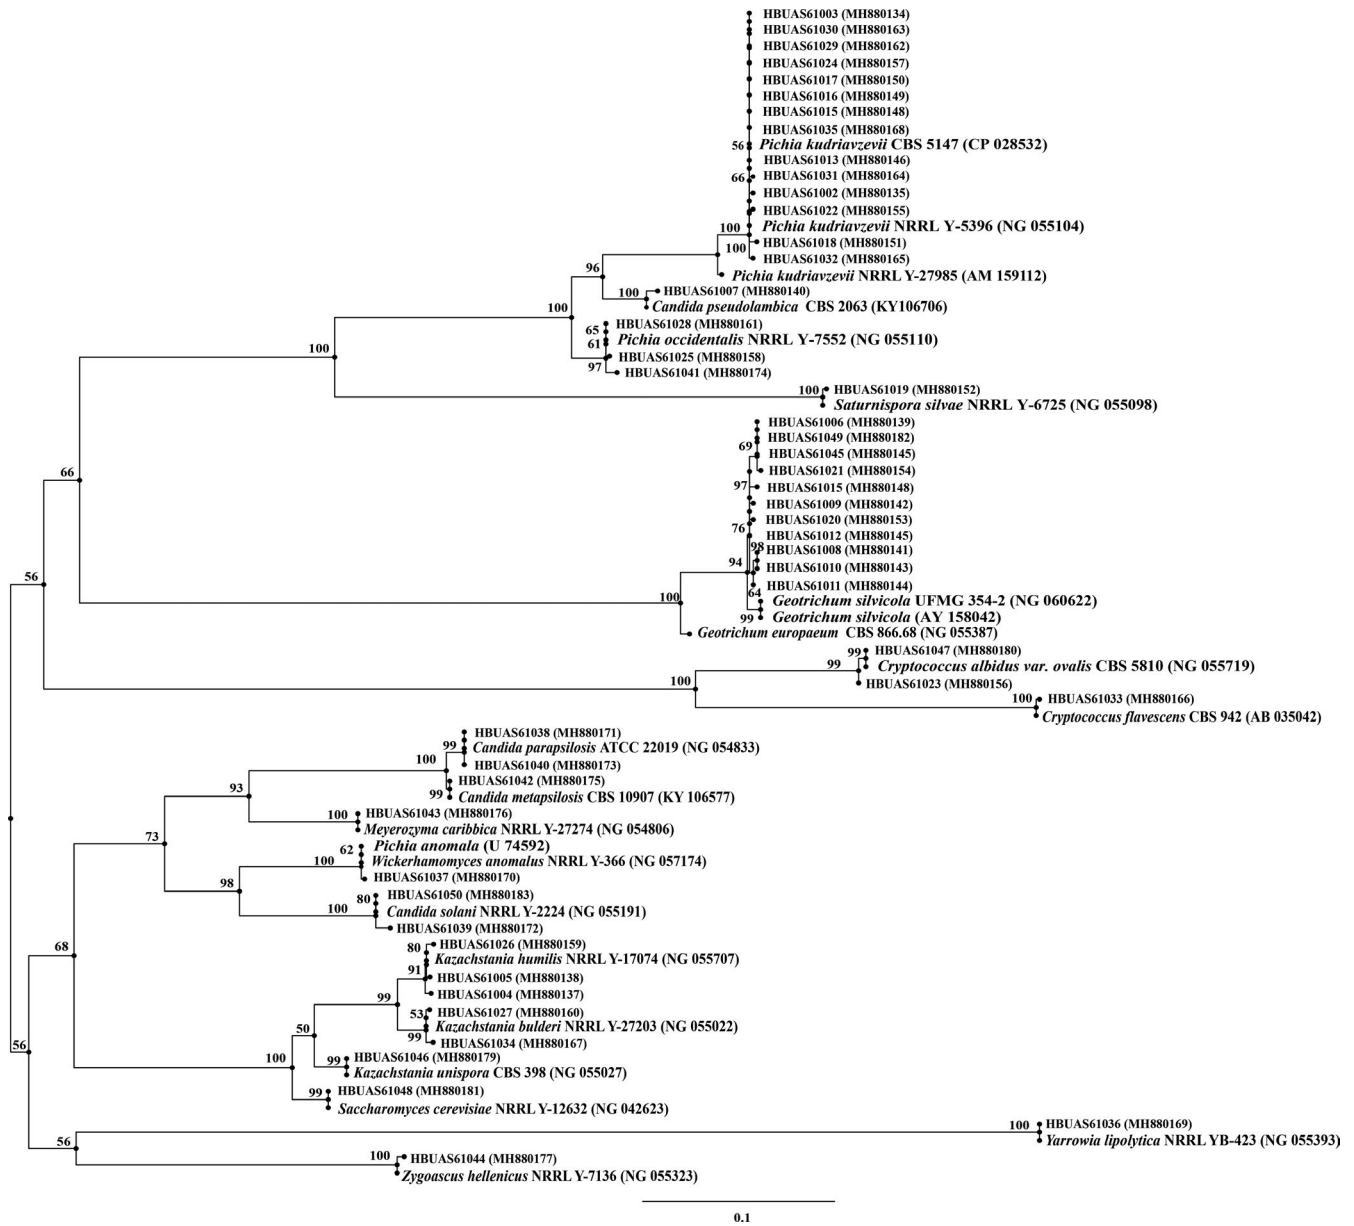 HBUAS61003 (MH880134)
HBUAS61030 (MH880163)
HBUAS61029 (MH880162)
HBUAS61024 (MH880157)
HBUAS61017 (MH880150)
HBUAS61016 (MH880149)
HBUAS61015 (MH880148)
HBUAS61035 (MH880168)
56 Pichia kudriavzevii CBS 5147 (CP 028532)
HBUAS61013 (MH880146)
66 HBUAS61031 (MH880164)
HBUAS61002 (MH880135)
HBUAS61022 (MH880155)
100 Pichia kudriavzevii NRRL Y-5396 (NG 055104)
100 HBUAS61018 (MH880151)
HBUAS61032 (MH880165)
96 Pichia kudriavzevii NRRL Y-27985 (AM 159112)
100 HBUAS61007 (MH880140)
Candida pseudolambica CBS 2063 (KY106706)
100
65 HBUAS61028 (MH880161)
61 Pichia occidentalis NRRL Y-7552 (NG 055110)
100 HBUAS61025 (MH880158)
97 HBUAS61041 (MH880174)
100 HBUAS61019 (MH880152)
Saturnispora silvae NRRL Y-6725 (NG 055098)
HBUAS61006 (MH880139)
69 HBUAS61049 (MH880182)
HBUAS61045 (MH880145)
66 HBUAS61021 (MH880154)
97 HBUAS61015 (MH880148)
HBUAS61009 (MH880142)
76 HBUAS61020 (MH880153)
HBUAS61012 (MH880145)
98 HBUAS61008 (MH880141)
94 HBUAS61010 (MH880143)
56 HBUAS61011 (MH880144)
100 64 Geotrichum silvicola UFMG 354-2 (NG 060622)
99 Geotrichum silvicola (AY 158042)
Geotrichum europaeum CBS 866.68 (NG 055387)
99 HBUAS61047 (MH880180)
99 Cryptococcus albidus var. ovalis CBS 5810 (NG 055719)
100 HBUAS61023 (MH880156)
100 HBUAS61033 (MH880166)
Cryptococcus flavescens CBS 942 (AB 035042)
HBUAS61038 (MH880171)
99 Candida parapsilosis ATCC 22019 (NG 054833)
100 HBUAS61040 (MH880173)
HBUAS61042 (MH880175)
93 99 Candida metapsilosis CBS 10907 (KY 106577)
100 HBUAS61043 (MH880176)
Meyerozyma caribbica NRRL Y-27274 (NG 054806)
73 Pichia anomala (U 74592)
62 Wickerhamomyces anomalus NRRL Y-366 (NG 057174)
100 HBUAS61037 (MH880170)
98 80 HBUAS61050 (MH880183)
100 Candida solani NRRL Y-2224 (NG 055191)
HBUAS61039 (MH880172)
68 80 HBUAS61026 (MH880159)
Kazachstania humilis NRRL Y-17074 (NG 055707)
91 HBUAS61005 (MH880138)
99 HBUAS61004 (MH880137)
53 HBUAS61027 (MH880160)
50 99 Kazachstania bulderi NRRL Y-27203 (NG 055022)
56 HBUAS61034 (MH880167)
100 99 HBUAS61046 (MH880179)
Kazachstania unispora CBS 398 (NG 055027)
99 HBUAS61048 (MH880181)
Saccharomyces cerevisiae NRRL Y-12632 (NG 042623)
100 HBUAS61036 (MH880169)
56 Yarrowia lipolytica NRRL YB-423 (NG 055393)
100 HBUAS61044 (MH880177)
Zygoascus hellenicus NRRL Y-7136 (NG 055323)
0.1